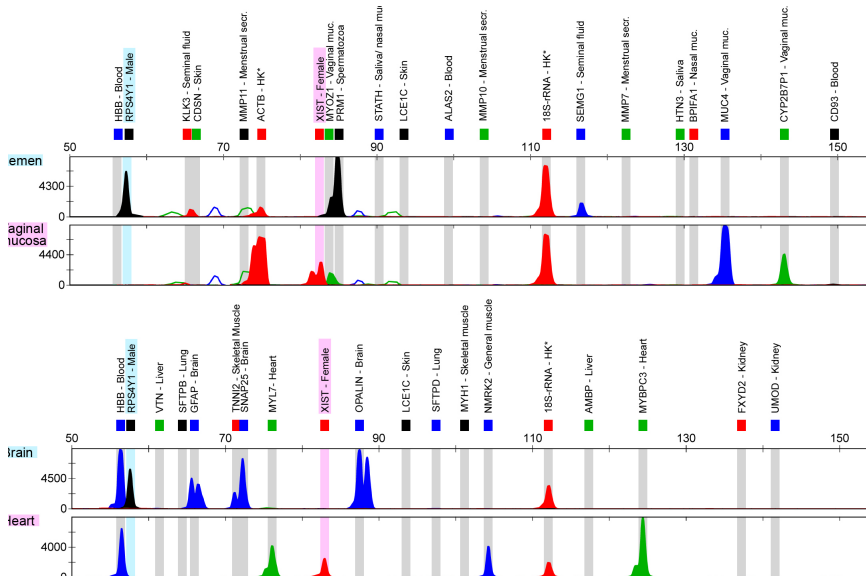 HBB - Blood
RPS4Y1 - Male
KLK3 - Seminal fluid
CDSN - Skin
MMP11 - Menstrual secr.
ACTB - HK*
XIST - Female
MYOZ1 - Vaginal muc.
PRM1 - Spermatozoa
STATH - Saliva/ nasal mu
LCE1C - Skin
ALAS2 - Blood
MMP10 - Menstrual secr.
18S-rRNA - HK*
SEMG1 - Seminal fluid
MMP7 - Menstrual secr.
HTN3 - Saliva
BPIFA1 - Nasal muc.
MUC4 - Vaginal muc.
CYP2B7P1 - Vaginal muc.
CD93 - Blood
50 70 90 110 130 150
emen
4300
0
aginal
nucosa
4400
0
HBB - Blood
RPS4Y1 - Male
VTN - Liver
SFTPB - Lung
GFAP - Brain
TNNI2 - Skeletal Muscle
SNAP25 - Brain
MYL7- Heart
XIST - Female
OPALIN - Brain
LCE1C - Skin
SFTPD - Lung
MYH1 - Skeletal muscle
NMRK2 - General muscle
18S-rRNA - HK*
AMBP - Liver
MYBPC3 - Heart
FXYD2 - Kidney
UMOD - Kidney
50 70 90 110 130 150
Brain
4500
0
Heart
4000
0